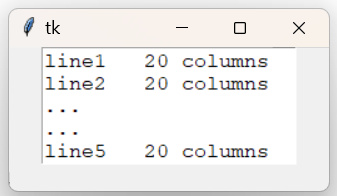 tk
line1   20 columns
line2   20 columns
...
...
line5   20 columns